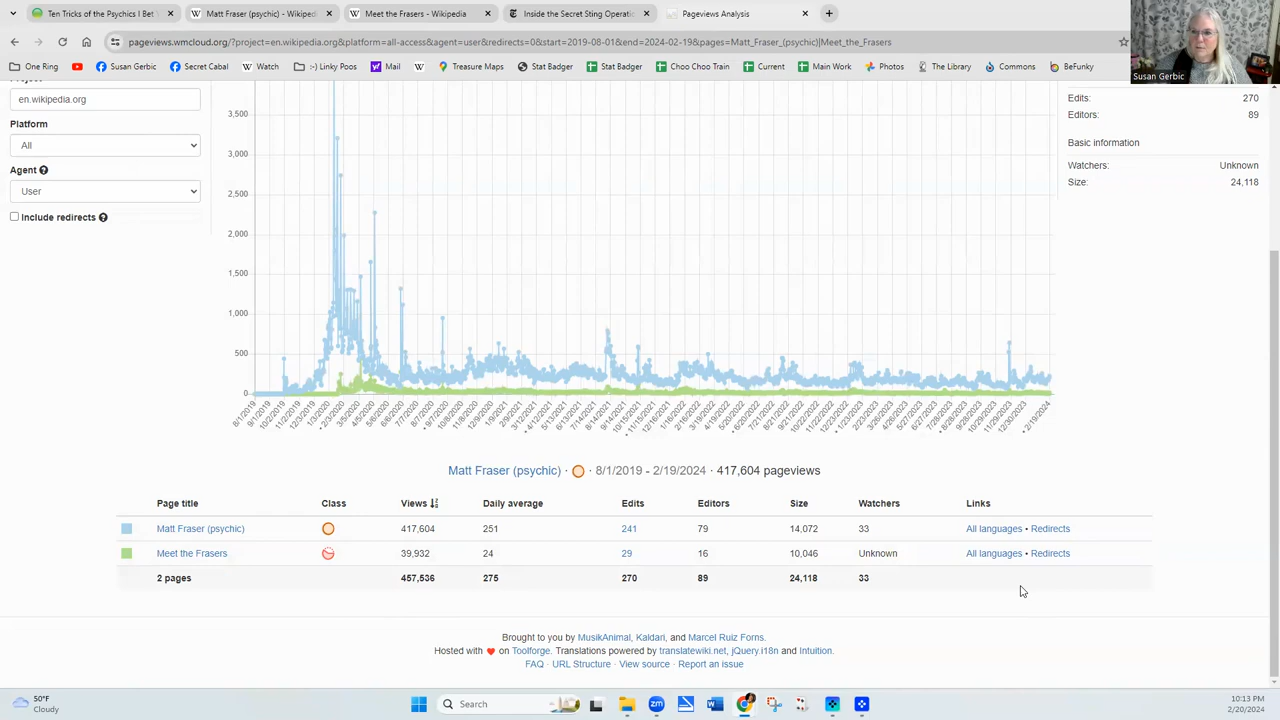 Ten Tricks of the Psychics I Bet Y
Matt Fraser (psychic) - Wikipedi
Meet the Frasers - Wikipedia
Inside the Secret Sting Operatio
Pageviews Analysis
pageviews.wmcloud.org/?project=en.wikipedia.org&platform=all-access&agent=user&redirects=0&start=2019-08-01&end=2024-02-19&pages=Matt_Fraser_(psychic)|Meet_the_Frasers
One Ring
Susan Gerbic
Secret Cabal
Watch
:-) Linky Poos
Mail
Treasure Maps
Stat Badger
Stat Badger
Choo Choo Train
Current
Main Work
Photos
The Library
Commons
BeFunky
Susan Gerbic
en.wikipedia.org
Platform
All
Agent
User
Include redirects
3,500
3,000
2,500
2,000
1,500
1,000
500
0
Edits: 270
Editors: 89
Basic information
Watchers: Unknown
Size: 24,118
Matt Fraser (psychic) · 8/1/2019 - 2/19/2024 · 417,604 pageviews
Page title Class Views Daily average Edits Editors Size Watchers Links
Matt Fraser (psychic) 417,604 251 241 79 14,072 33 All languages • Redirects
Meet the Frasers 39,932 24 29 16 10,046 Unknown All languages • Redirects
2 pages 457,536 275 270 89 24,118 33
Brought to you by MusikAnimal, Kaldari, and Marcel Ruiz Forns.
Hosted with ♥ on Toolforge. Translations powered by translatewiki.net, jQuery.i18n and Intuition.
FAQ · URL Structure · View source · Report an issue
50°F
Cloudy
Search
10:13 PM
2/20/2024